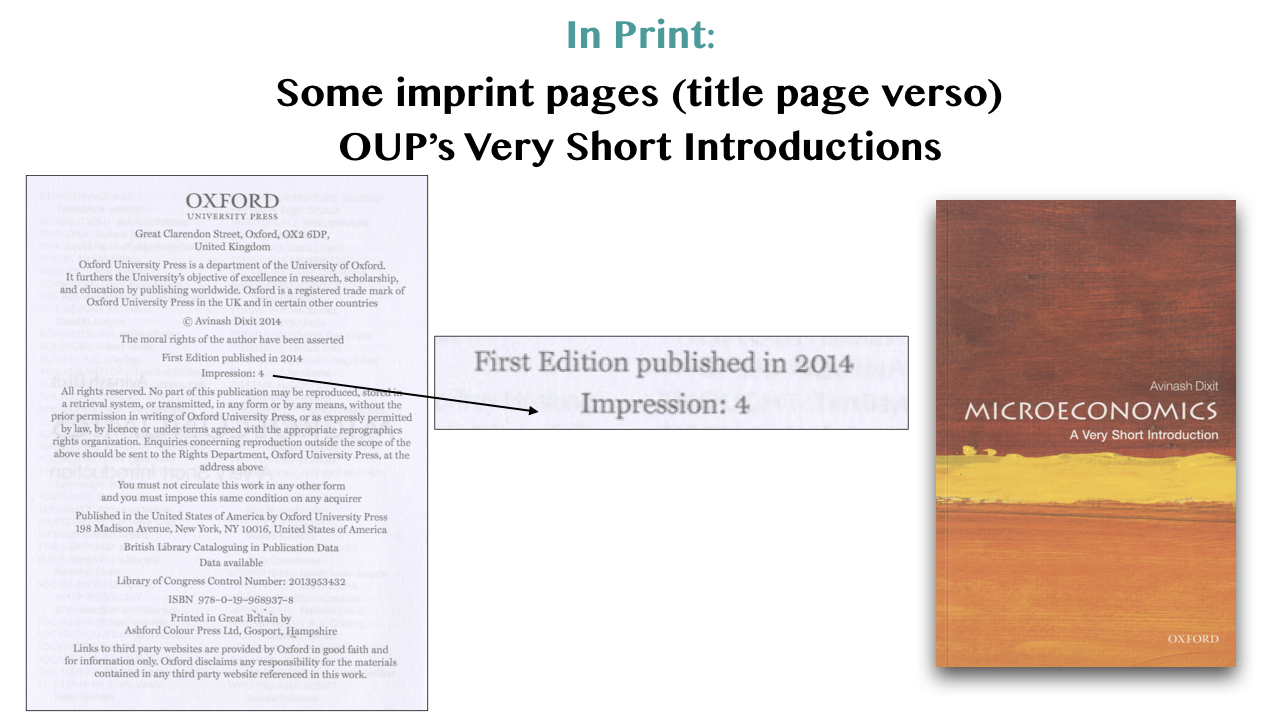 In Print:
Some imprint pages (title page verso)
OUP’s Very Short Introductions
OXFORD
UNIVERSITY PRESS
Great Clarendon Street, Oxford, OX2 6DP,
United Kingdom
Oxford University Press is a department of the University of Oxford.
It furthers the University's objective of excellence in research, scholarship,
and education by publishing worldwide. Oxford is a registered trade mark of
Oxford University Press in the UK and in certain other countries
© Avinash Dixit 2014
The moral rights of the author have been asserted
First Edition published in 2014
Impression: 4
All rights reserved. No part of this publication may be reproduced, stored in
a retrieval system, or transmitted, in any form or by any means, without the
prior permission in writing of Oxford University Press, or as expressly permitted
by law, by licence or under terms agreed with the appropriate reprographics
rights organization. Enquiries concerning reproduction outside the scope of the
above should be sent to the Rights Department, Oxford University Press, at the
address above
You must not circulate this work in any other form
and you must impose this same condition on any acquirer
Published in the United States of America by Oxford University Press
198 Madison Avenue, New York, NY 10016, United States of America
British Library Cataloguing in Publication Data
Data available
Library of Congress Control Number: 2013953432
ISBN 978–0–19–968937–8
Printed in Great Britain by
Ashford Colour Press Ltd, Gosport, Hampshire
Links to third party websites are provided by Oxford in good faith and
for information only. Oxford disclaims any responsibility for the materials
contained in any third party website referenced in this work.
First Edition published in 2014
Impression: 4
Avinash Dixit
MICROECONOMICS
A Very Short Introduction
OXFORD